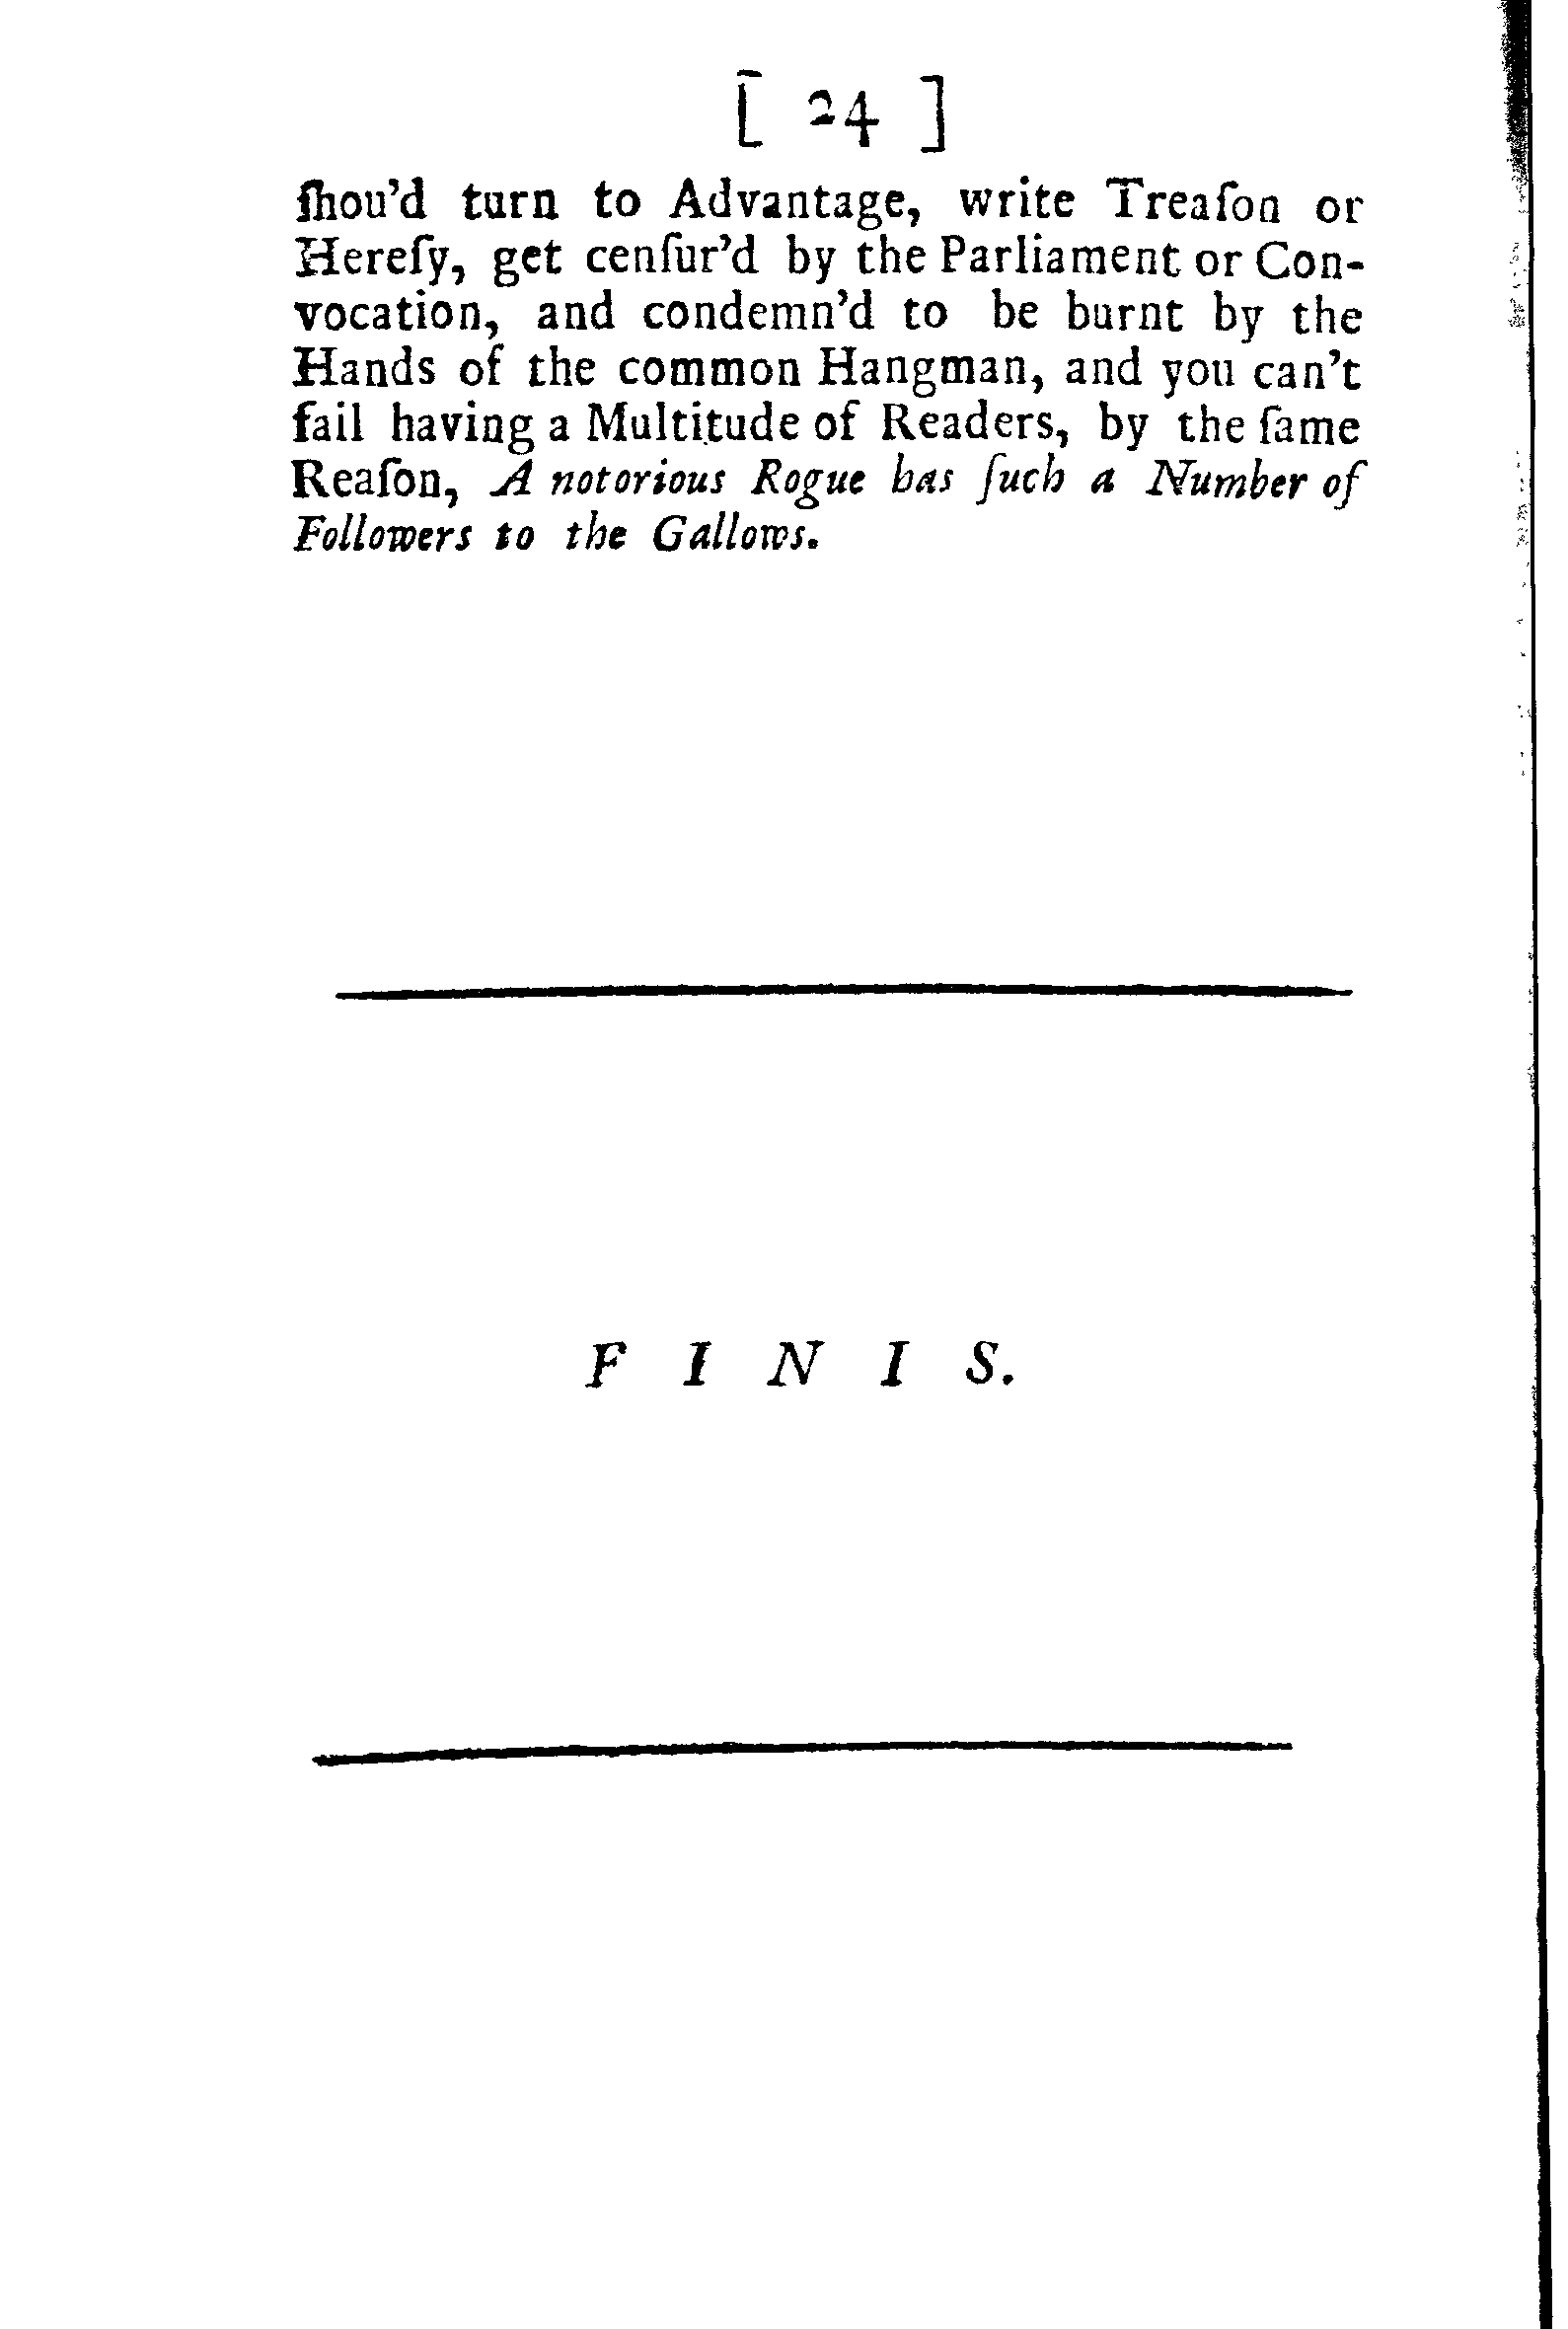 [ 24 ]
ſhou'd turn to Advantage, write Treaſon or
Hereſy, get cenſur'd by the Parliament or Con-
vocation, and condemn'd to be burnt by the
Hands of the common Hangman, and you can't
fail having a Multitude of Readers, by the ſame
Reaſon, A notorious Rogue has ſuch a Number of
Followers to the Gallows.
F I N I S.